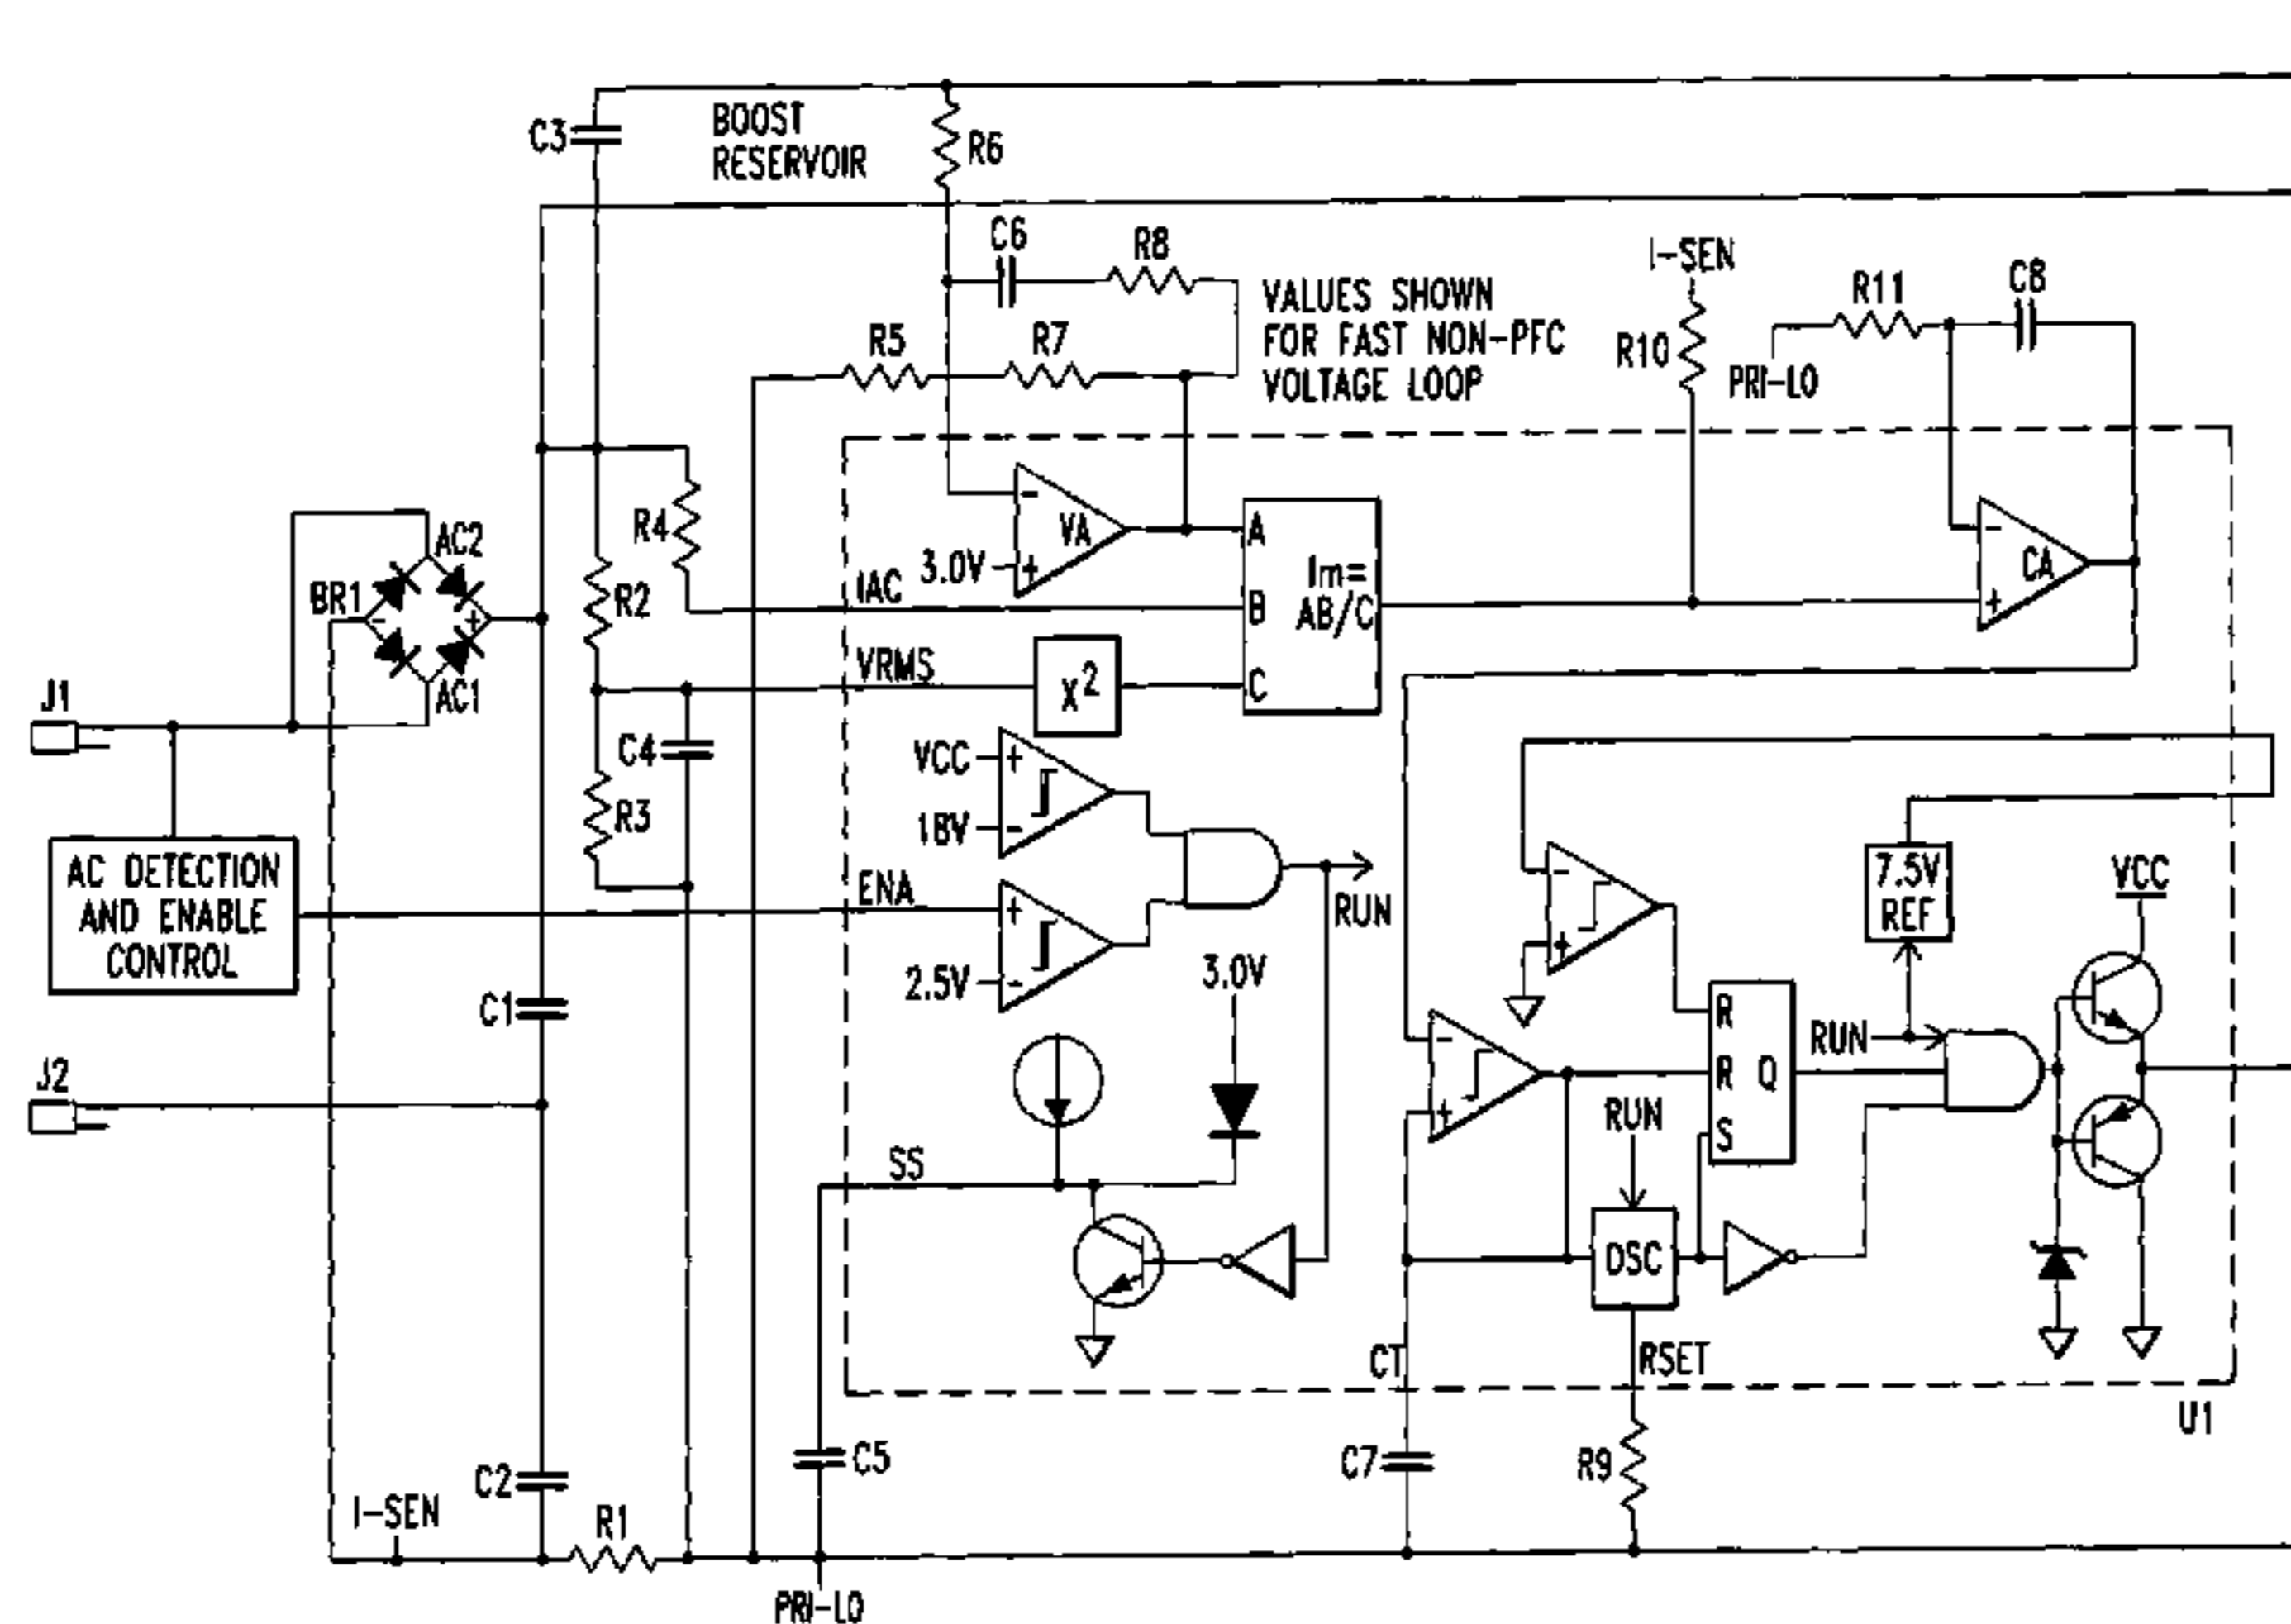 C3
BOOST
RESERVOIR
R6
C6
R8
I-SEN
C8
R11
VALUES SHOWN
FOR FAST NON-PFC
VOLTAGE LOOP
R5
R7
R10
PRI-LO
AC2
R4
VA
A
3.0V
Im=
AB/C
CA
IAC
B
BR1
R2
VRMS
X2
C
AC1
J1
C4
VCC
18V
R3
AC DETECTION
AND ENABLE
CONTROL
ENA
RUN
7.5V
REF
VCC
2.5V
3.0V
C1
R
RUN
J2
R Q
RUN
S
SS
OSC
CT
RSET
U1
C2
C5
C7
R9
I-SEN
R1
PRI-LO